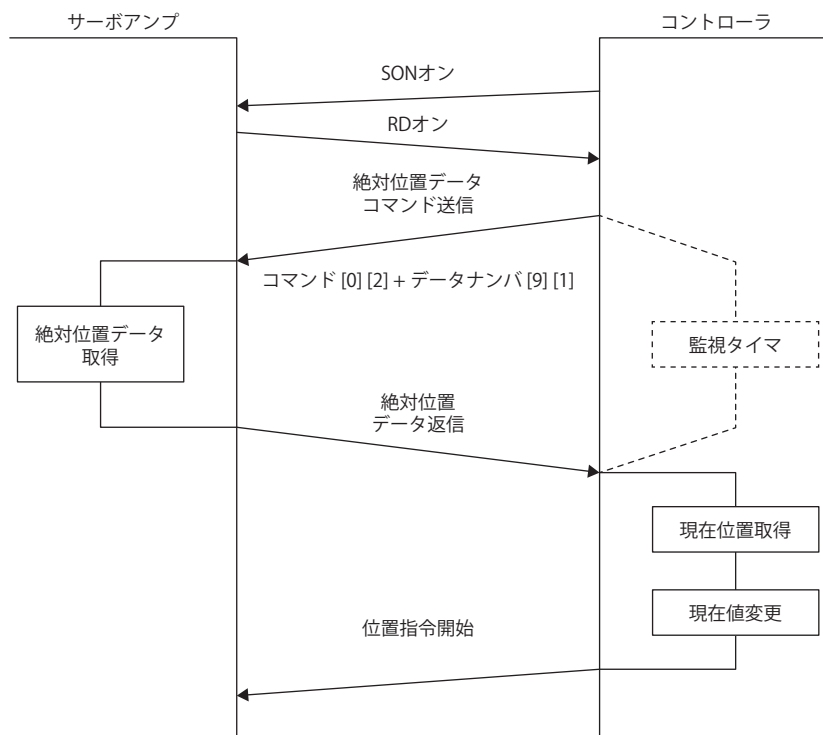 サーボアンプ
コントローラ
SONオン
RDオン
絶対位置データ
コマンド送信
コマンド [0] [2] + データナンバ [9] [1]
絶対位置データ
取得
監視タイマ
絶対位置
データ返信
現在位置取得
現在値変更
位置指令開始